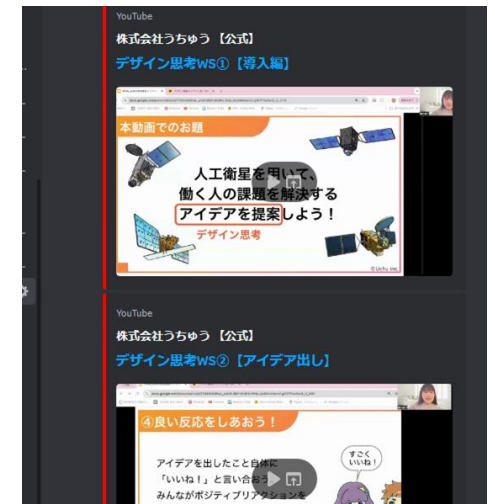 YouTube
株式会社うちゅう 【公式】
デザイン思考WS①【導入編】
本動画でのお題
人工衛星を用いて、
働く人の課題を解決する
アイデアを提案しよう！
デザイン思考
©Uchu Inc.
YouTube
株式会社うちゅう 【公式】
デザイン思考WS②【アイデア出し】
④良い反応をしあおう！
すごく
いいね！
アイデアを出したこと自体に
「いいね！」と言い合おう
みんながポジティブリアクションを